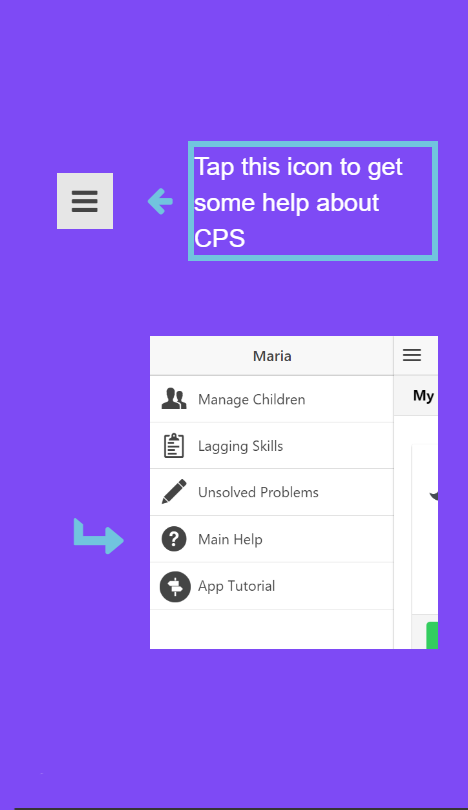 Tap this icon to get
some help about
CPS
Maria
My
Manage Children
Lagging Skills
Unsolved Problems
Main Help
App Tutorial